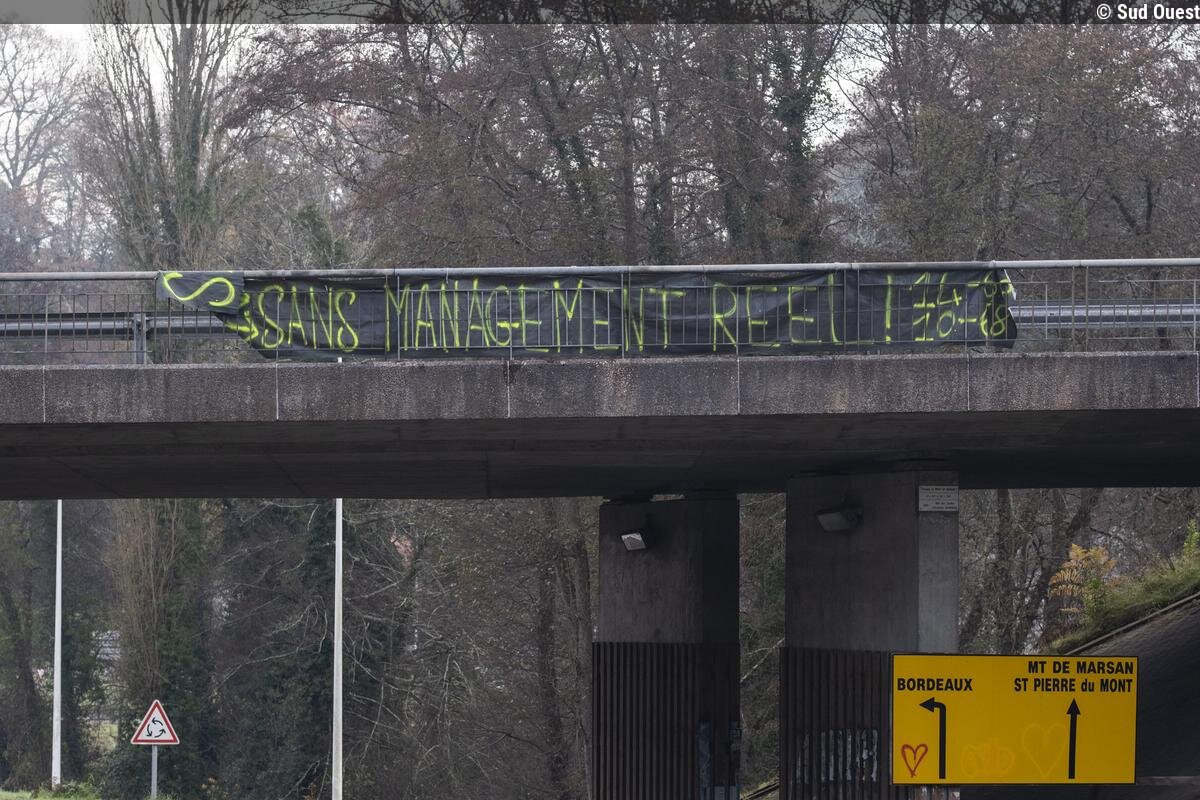 © Sud Ouest
SANS MANAGEMENT REEL !
MT DE MARSAN
BORDEAUX
ST PIERRE du MONT